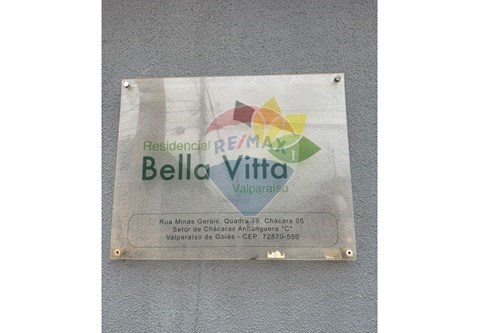 Residencial
RE/MAX
Bella Vitta
Valparaíso
Rua Minas Gerais, Quadra 16, Chácara 05
Setor de Chácaras Anhanguera "C"
Valparaíso de Goiás - CEP: 72870-550